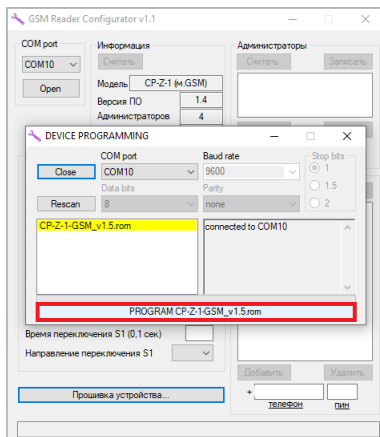 GSM Reader Configurator v1.1
COM port
COM10
Open
Информация
Считать
Модель CP-Z-1 (м.GSM)
Версия ПО 1.4
Администраторов 4
Администраторы
Считать Записать
DEVICE PROGRAMMING
COM port Baud rate Stop bits
Close COM10 9600 1
Data bits Parity 1.5
Rescan 8 none 2
CP-Z-1-GSM_v1.5.rom connected to COM10
PROGRAM CP-Z-1-GSM_v1.5.rom
Время переключения S1 (0,1 сек)
Направление переключения S1
Прошивка устройства...
Добавить Удалить
+
телефон пин